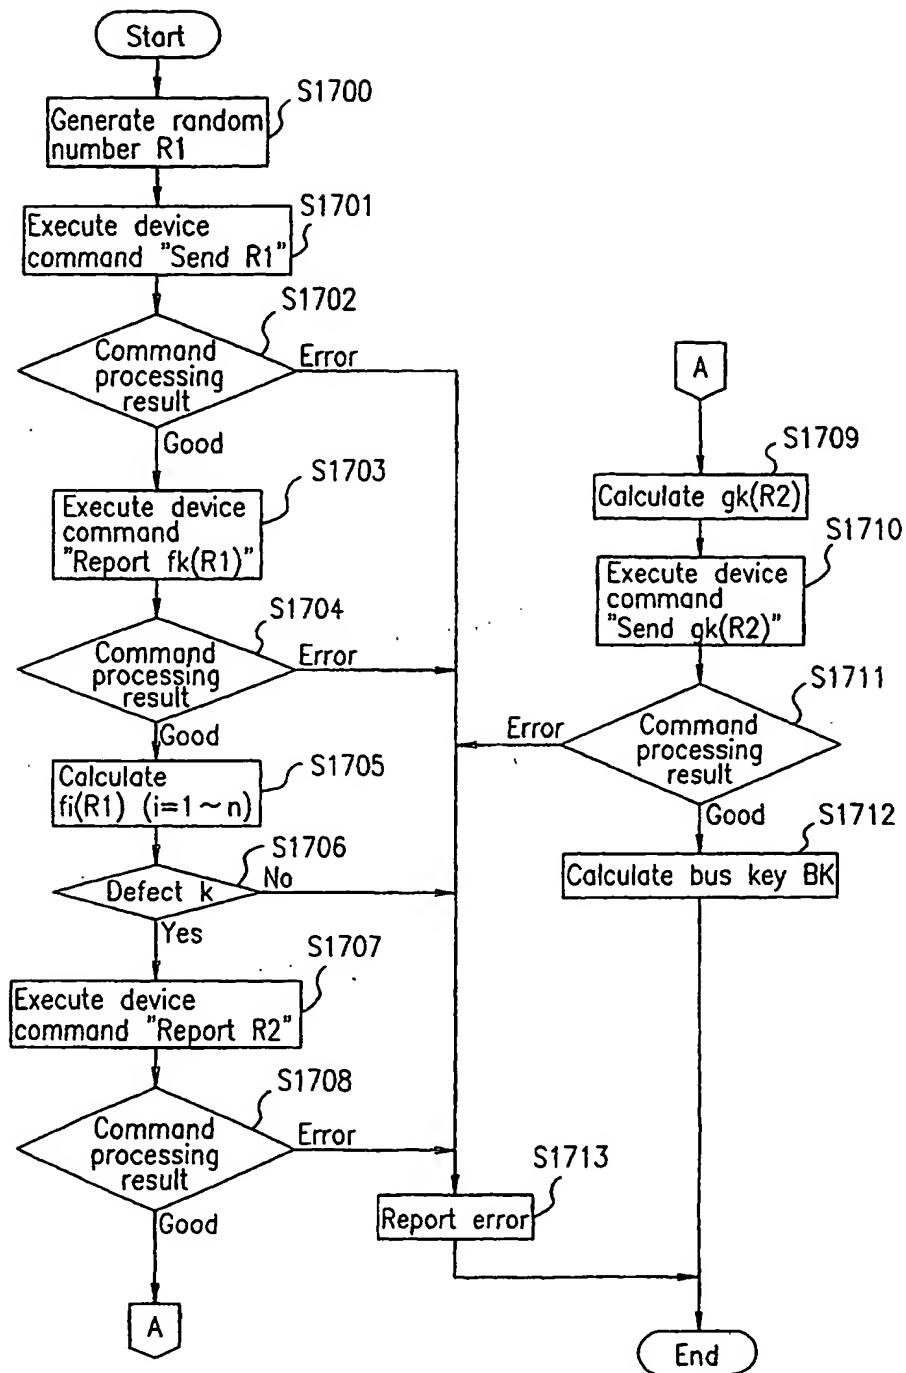 Start
S1700
Generate random
number R1
S1701
Execute device
command "Send R1"
S1702
Command
processing
result
Error
Good
S1703
Execute device
command
"Report fk(R1)"
S1704
Command
processing
result
Error
Good
S1705
Calculate
fi(R1) (i=1~n)
S1706
Defect k
No
Yes
S1707
Execute device
command "Report R2"
S1708
Command
processing
result
Error
Good
A
A
S1709
Calculate gk(R2)
S1710
Execute device
command
"Send gk(R2)"
S1711
Command
processing
result
Error
Good
S1712
Calculate bus key BK
S1713
Report error
End